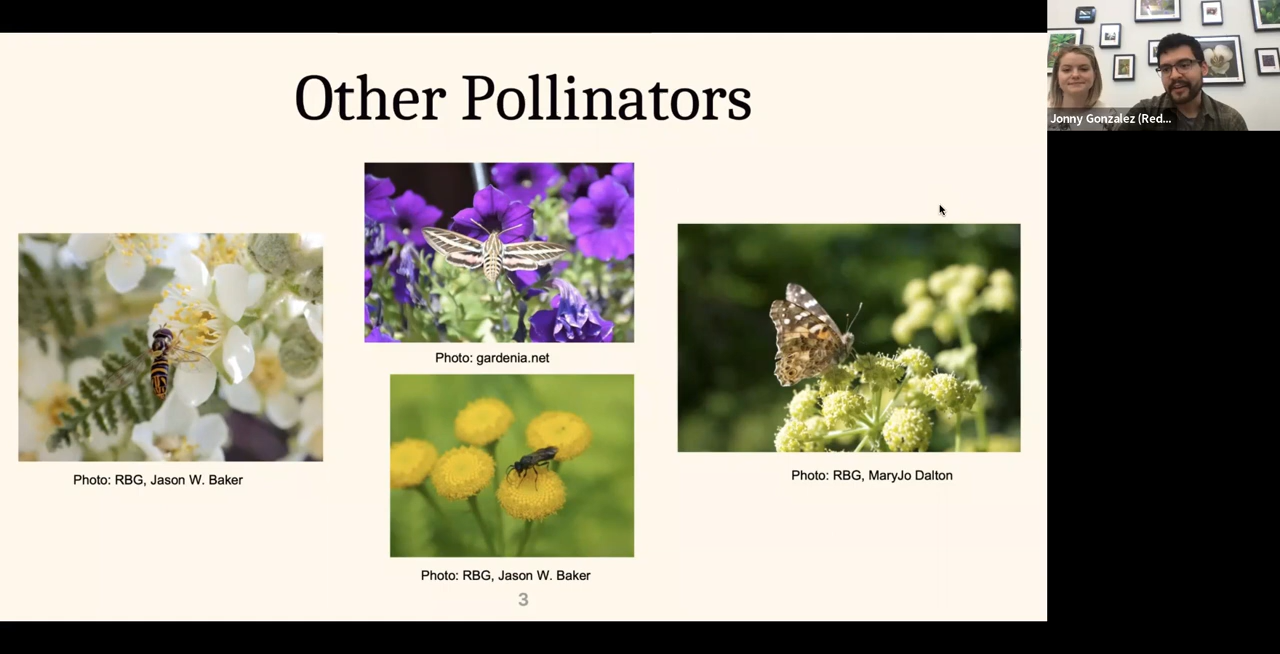 Other Pollinators
Jonny Gonzalez (Red...
Photo: gardenia.net
Photo: RBG, Jason W. Baker
Photo: RBG, MaryJo Dalton
Photo: RBG, Jason W. Baker
3